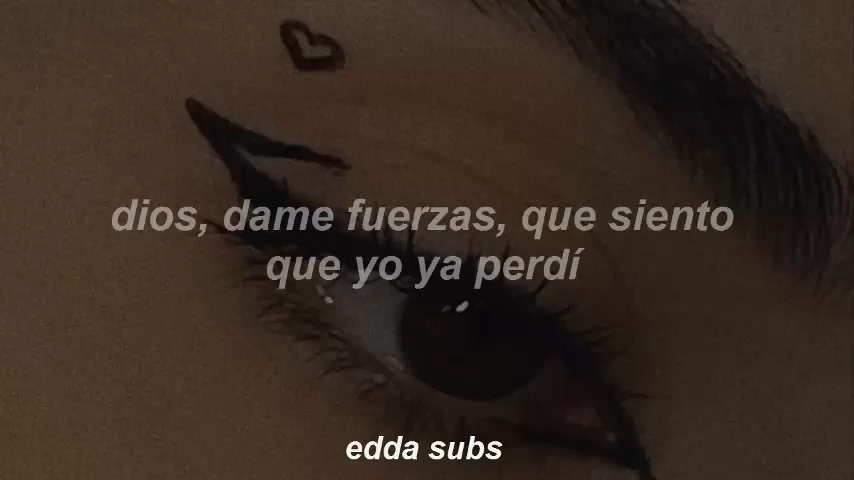 dios, dame fuerzas, que siento
que yo ya perdí
edda subs